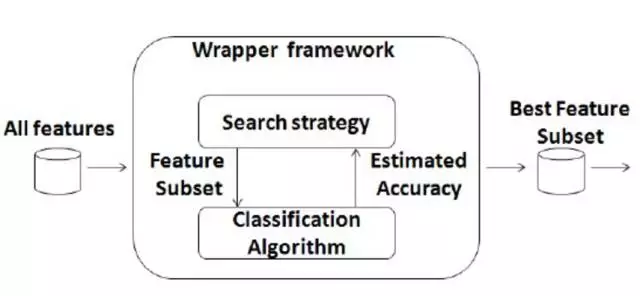 Wrapper framework
All features
Search strategy
Feature
Subset
Estimated
Accuracy
Classification
Algorithm
Best Feature
Subset